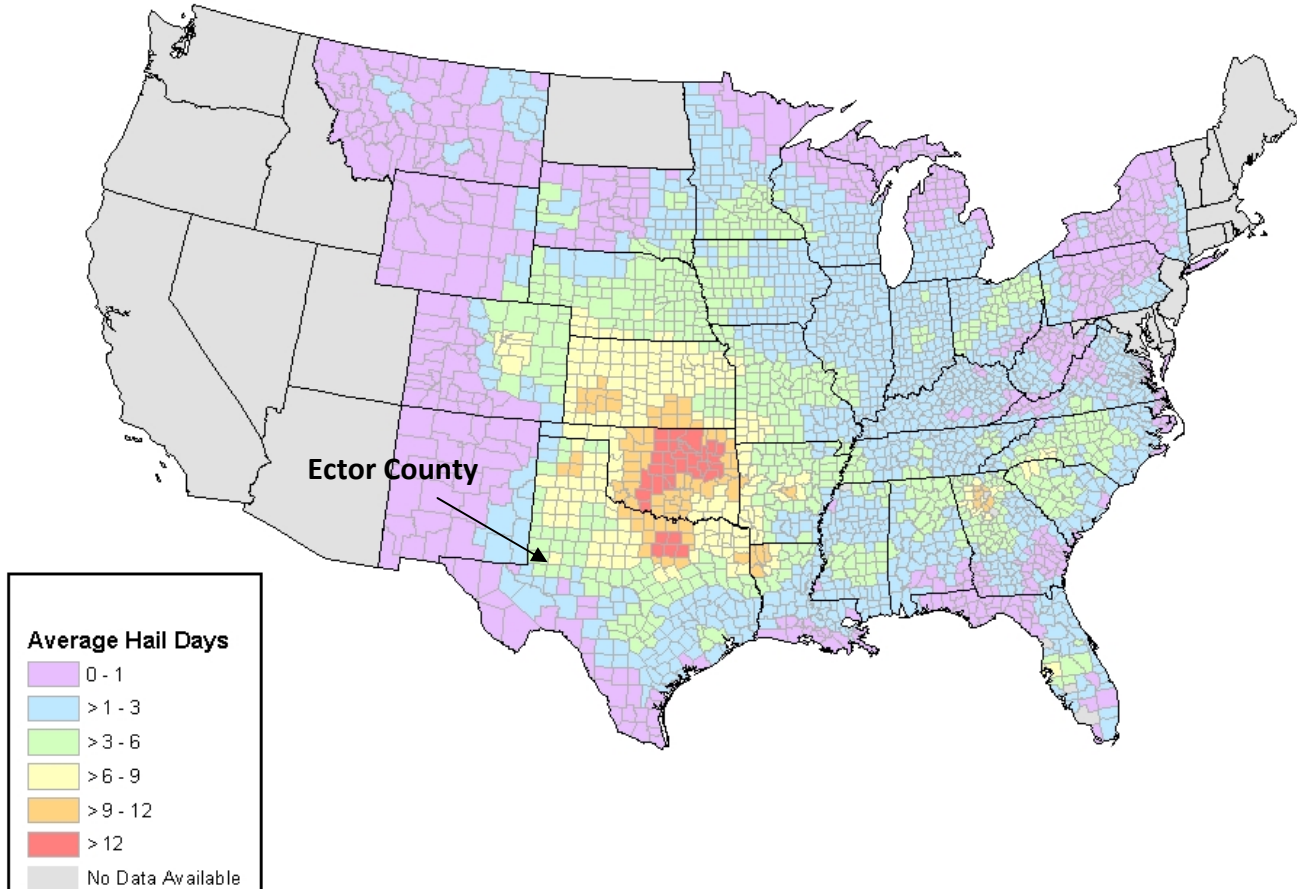 Ector County
Average Hail Days
0 - 1
> 1 - 3
> 3 - 6
> 6 - 9
> 9 - 12
> 12
No Data Available